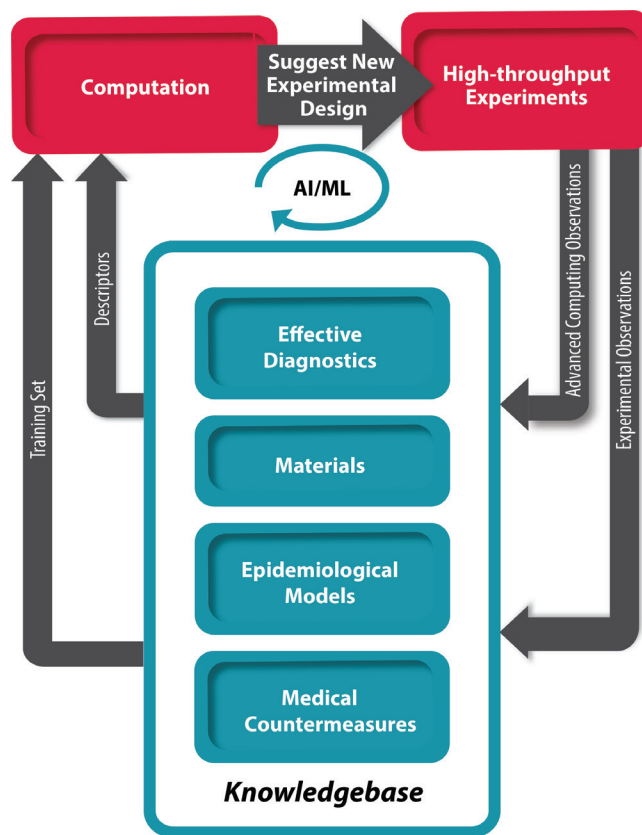 Computation
Suggest New
Experimental
Design
High-throughput
Experiments
AI/ML
Training Set
Descriptors
Advanced Computing Observations
Experimental Observations
Effective
Diagnostics
Materials
Epidemiological
Models
Medical
Countermeasures
Knowledgebase